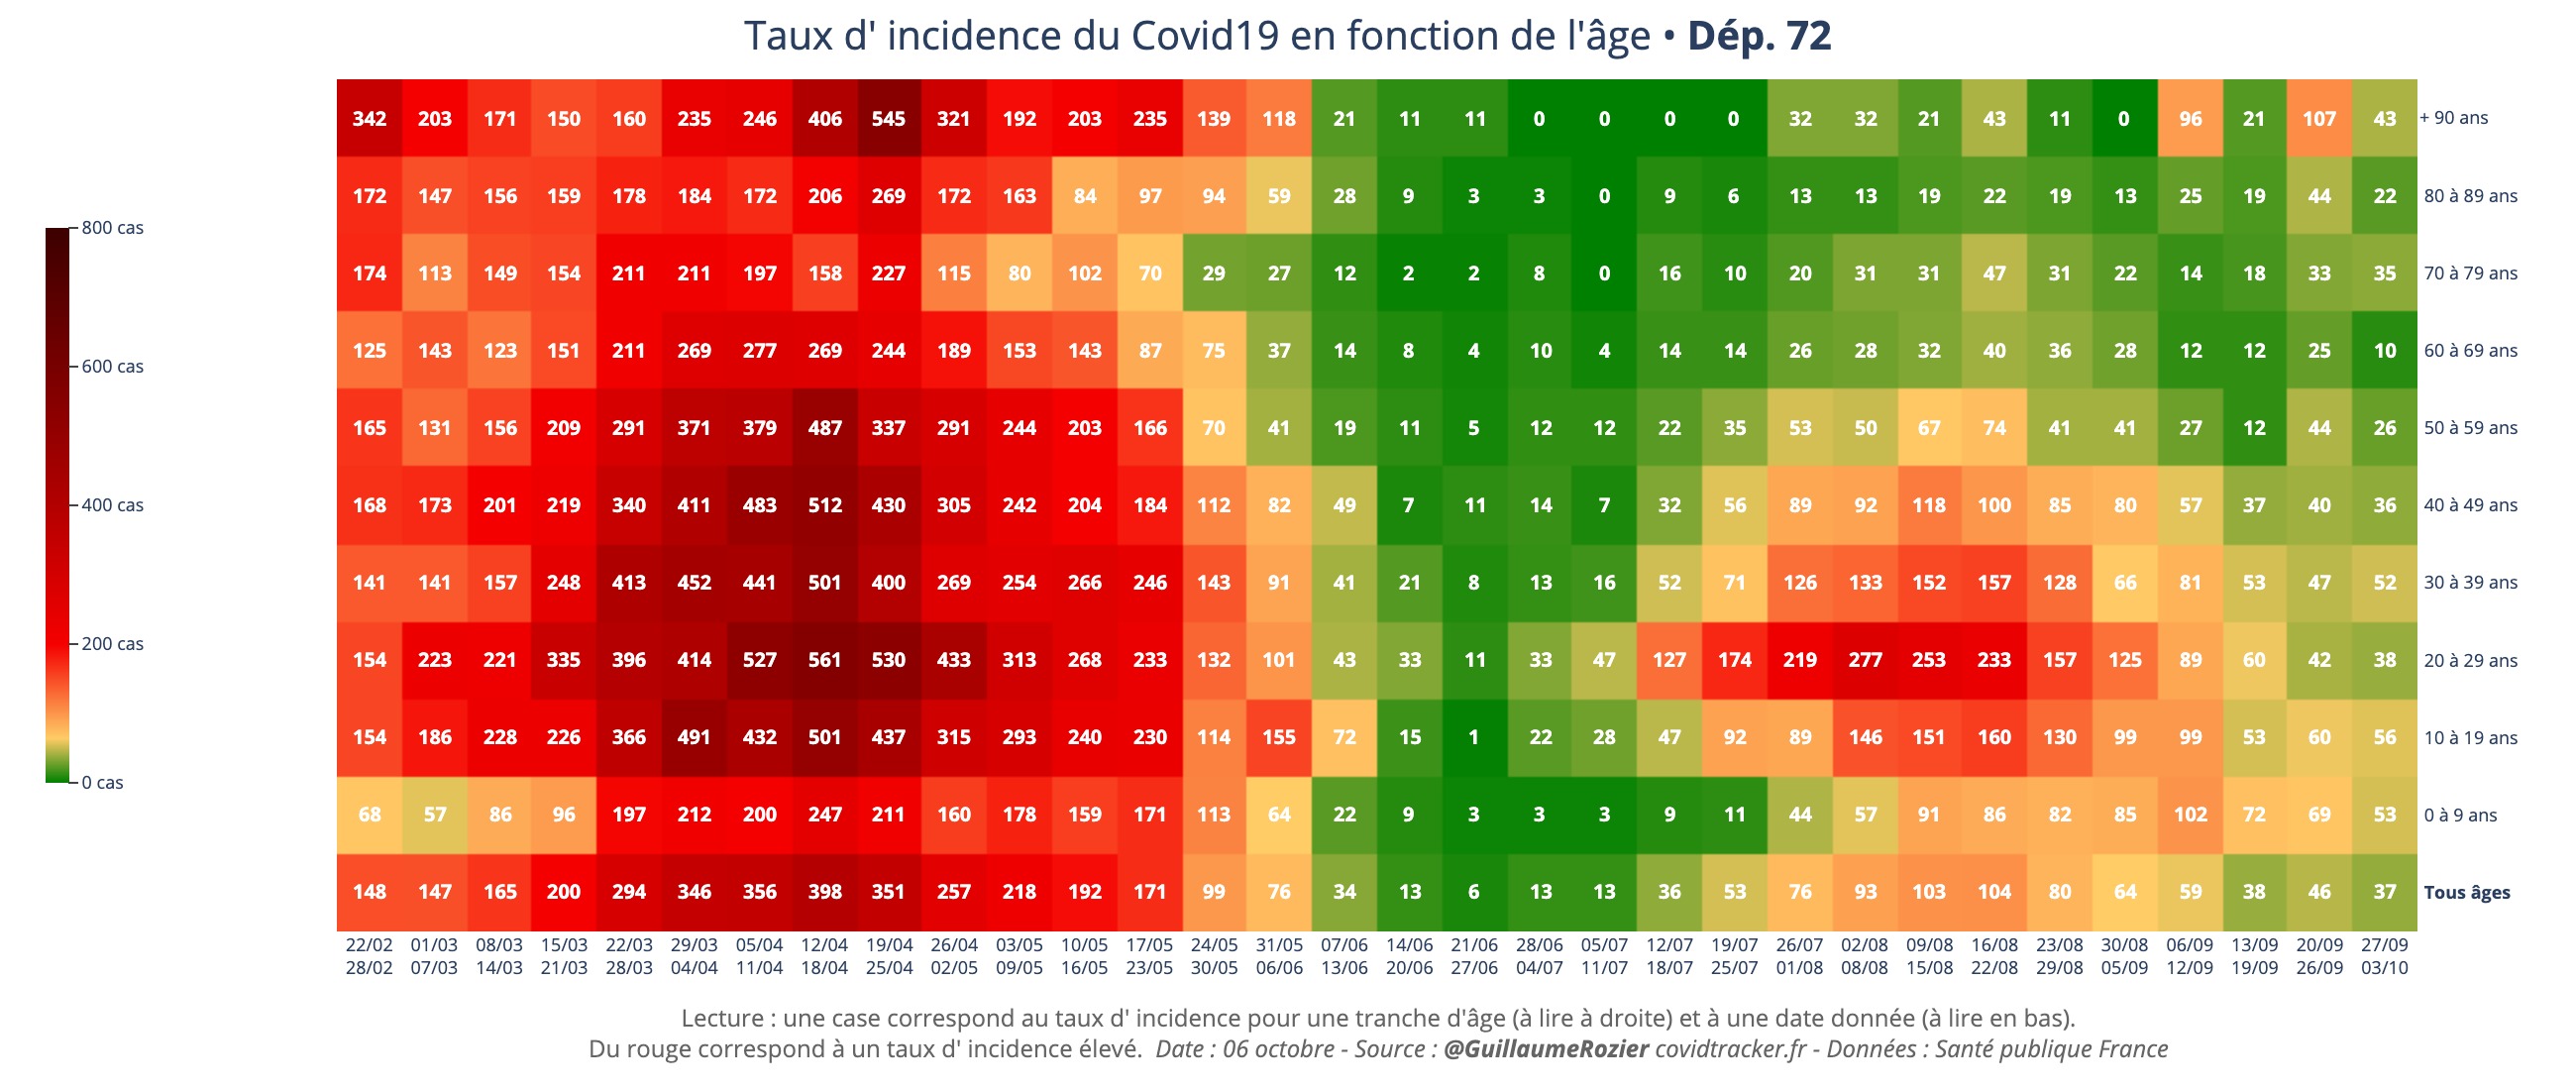 Taux d' incidence du Covid19 en fonction de l'âge • Dép. 72
800 cas
600 cas
400 cas
200 cas
0 cas
342 203 171 150 160 235 246 406 545 321 192 203 235 139 118 21 11 11 0 0 0 0 32 32 21 43 11 0 96 21 107 43 + 90 ans
172 147 156 159 178 184 172 206 269 172 163 84 97 94 59 28 9 3 3 0 9 6 13 13 19 22 19 13 25 19 44 22 80 à 89 ans
174 113 149 154 211 211 197 158 227 115 80 102 70 29 27 12 2 2 8 0 16 10 20 31 31 47 31 22 14 18 33 35 70 à 79 ans
125 143 123 151 211 269 277 269 244 189 153 143 87 75 37 14 8 4 10 4 14 14 26 28 32 40 36 28 12 12 25 10 60 à 69 ans
165 131 156 209 291 371 379 487 337 291 244 203 166 70 41 19 11 5 12 12 22 35 53 50 67 74 41 41 27 12 44 26 50 à 59 ans
168 173 201 219 340 411 483 512 430 305 242 204 184 112 82 49 7 11 14 7 32 56 89 92 118 100 85 80 57 37 40 36 40 à 49 ans
141 141 157 248 413 452 441 501 400 269 254 266 246 143 91 41 21 8 13 16 52 71 126 133 152 157 128 66 81 53 47 52 30 à 39 ans
154 223 221 335 396 414 527 561 530 433 313 268 233 132 101 43 33 11 33 47 127 174 219 277 253 233 157 125 89 60 42 38 20 à 29 ans
154 186 228 226 366 491 432 501 437 315 293 240 230 114 155 72 15 1 22 28 47 92 89 146 151 160 130 99 99 53 60 56 10 à 19 ans
68 57 86 96 197 212 200 247 211 160 178 159 171 113 64 22 9 3 3 3 9 11 44 57 91 86 82 85 102 72 69 53 0 à 9 ans
148 147 165 200 294 346 356 398 351 257 218 192 171 99 76 34 13 6 13 13 36 53 76 93 103 104 80 64 59 38 46 37 Tous âges
22/02 01/03 08/03 15/03 22/03 29/03 05/04 12/04 19/04 26/04 03/05 10/05 17/05 24/05 31/05 07/06 14/06 21/06 28/06 05/07 12/07 19/07 26/07 02/08 09/08 16/08 23/08 30/08 06/09 13/09 20/09 27/09
28/02 07/03 14/03 21/03 28/03 04/04 11/04 18/04 25/04 02/05 09/05 16/05 23/05 30/05 06/06 13/06 20/06 27/06 04/07 11/07 18/07 25/07 01/08 08/08 15/08 22/08 29/08 05/09 12/09 19/09 26/09 03/10
Lecture : une case correspond au taux d' incidence pour une tranche d'âge (à lire à droite) et à une date donnée (à lire en bas).
Du rouge correspond à un taux d' incidence élevé. Date : 06 octobre - Source : @GuillaumeRozier covidtracker.fr - Données : Santé publique France